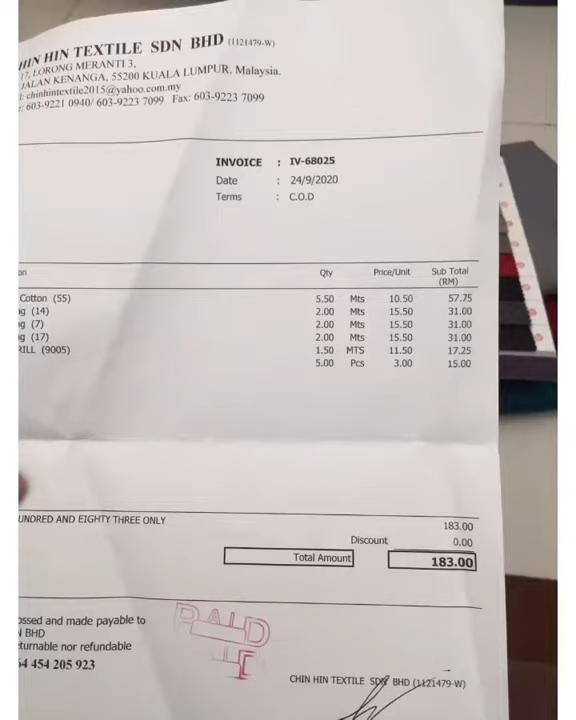 HIN HIN TEXTILE SDN BHD (1121479-W)
17, LORONG MERANTI 3,
JALAN KENANGA, 55200 KUALA LUMPUR. Malaysia.
l: chinhintextile2015@yahoo.com.my
: 603-9221 0940/ 603-9223 7099 Fax: 603-9223 7099
INVOICE : IV-68025
Date : 24/9/2020
Terms : C.O.D
on Qty Price/Unit Sub Total
(RM)
Cotton (55) 5.50 Mts 10.50 57.75
ng (14) 2.00 Mts 15.50 31.00
ng (7) 2.00 Mts 15.50 31.00
ng (17) 2.00 Mts 15.50 31.00
RILL (9005) 1.50 MTS 11.50 17.25
5.00 Pcs 3.00 15.00
UNDRED AND EIGHTY THREE ONLY 183.00
Discount 0.00
Total Amount 183.00
ossed and made payable to
N BHD
eturnable nor refundable
64 454 205 923
PAID
CHIN HIN TEXTILE SDN BHD (1121479-W)